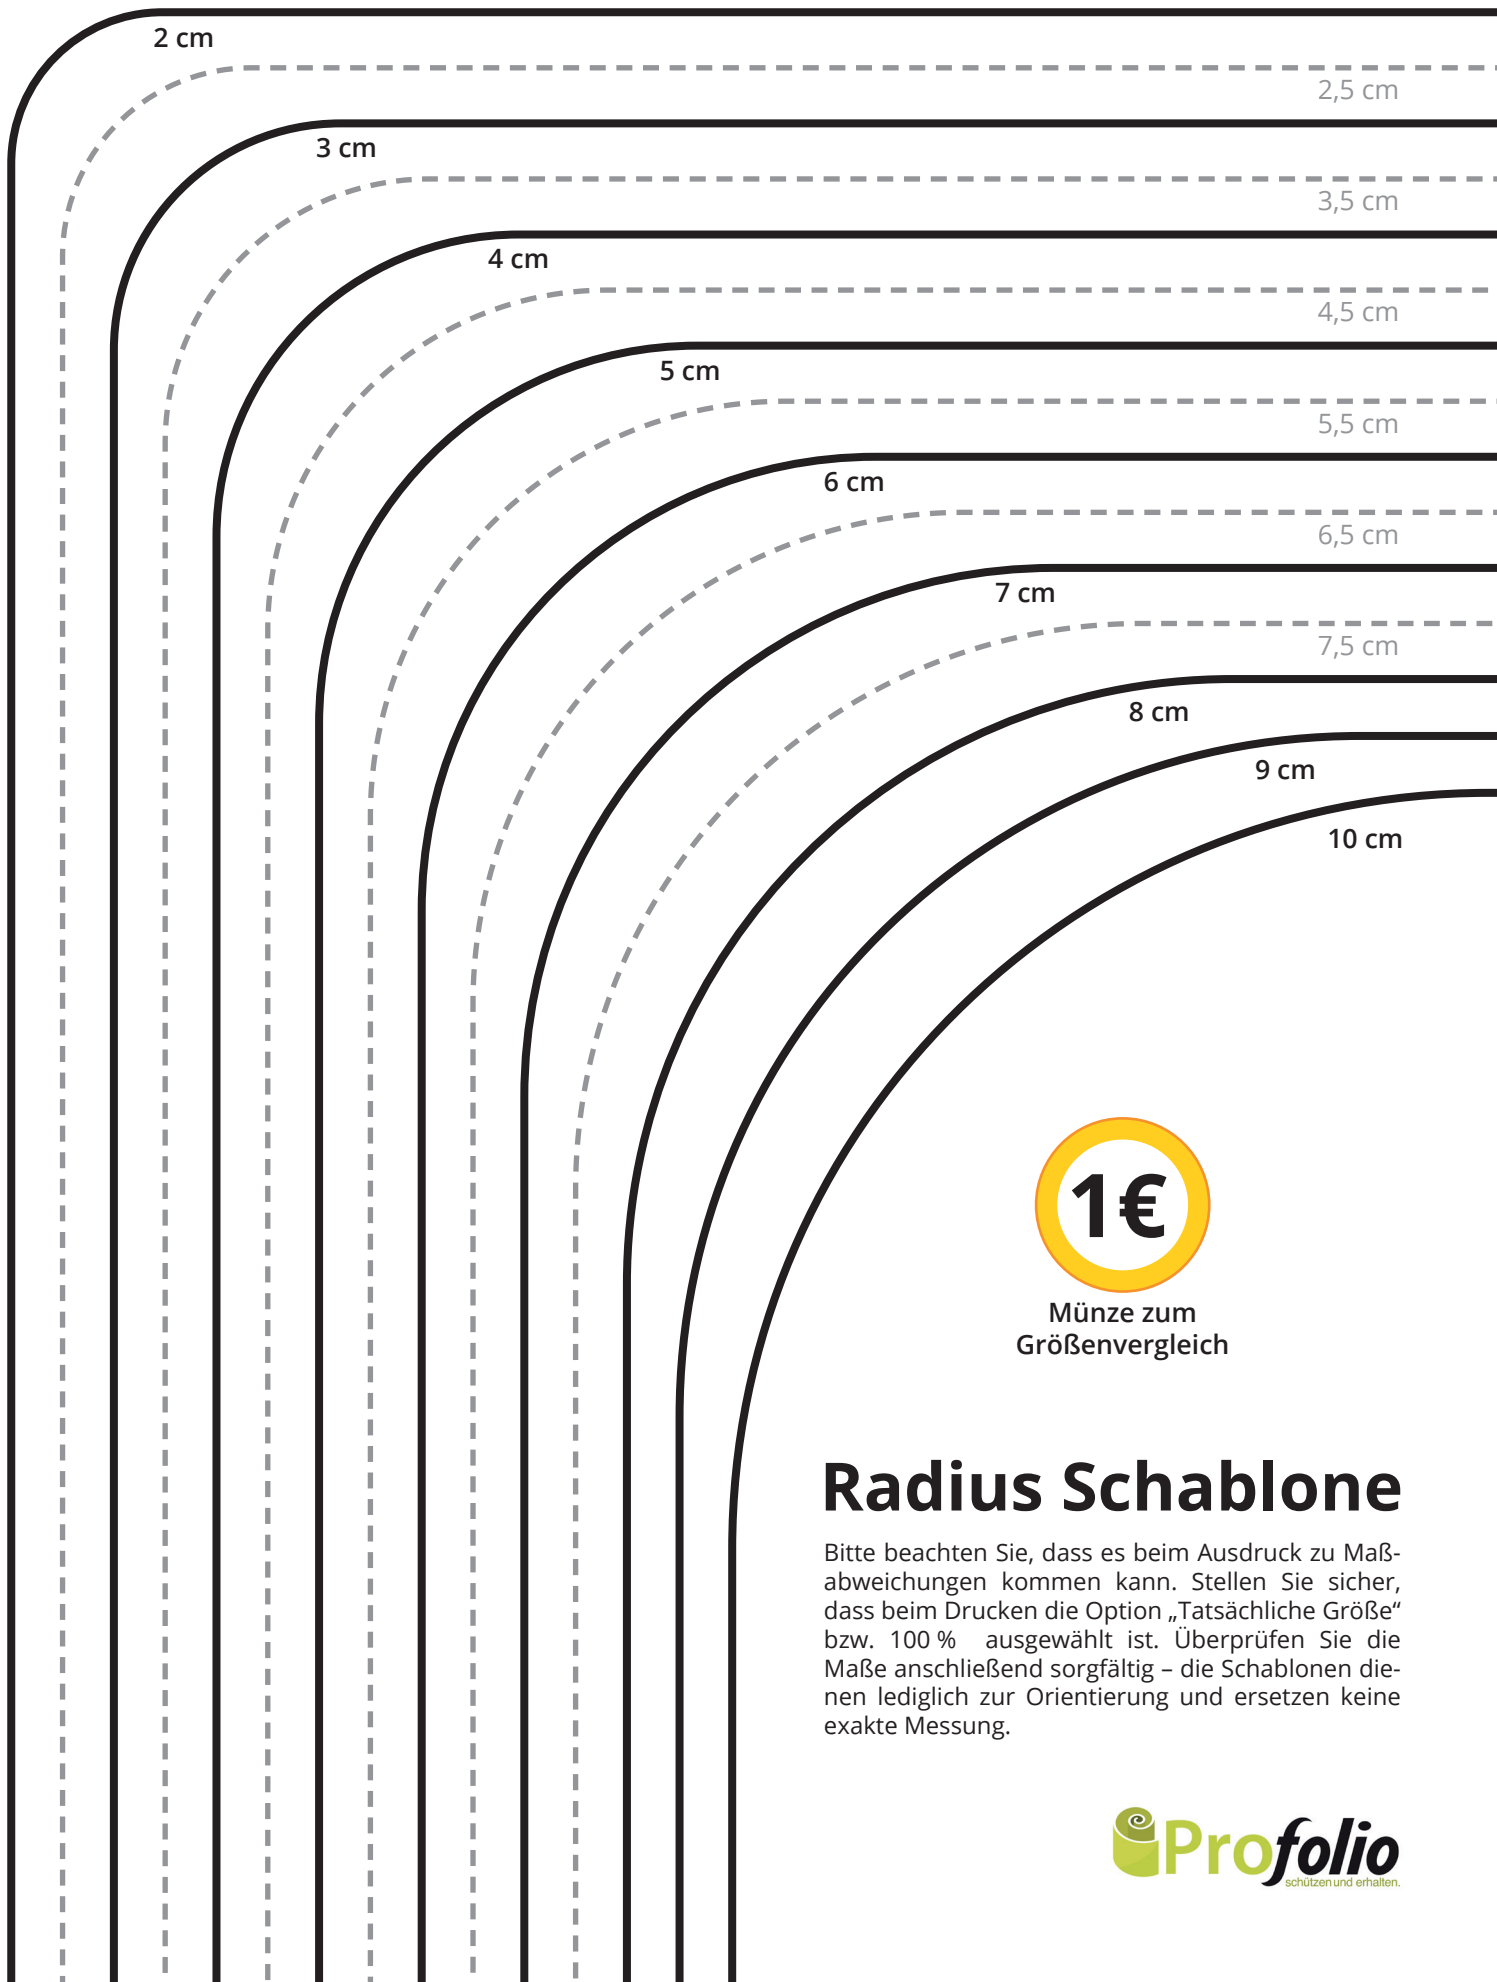 2 cm
2,5 cm
3 cm
3,5 cm
4 cm
4,5 cm
5 cm
5,5 cm
6 cm
6,5 cm
7 cm
7,5 cm
8 cm
9 cm
10 cm
1€
Münze zum
Größenvergleich
Radius Schablone
Bitte beachten Sie, dass es beim Ausdruck zu Maß-
abweichungen kommen kann. Stellen Sie sicher,
dass beim Drucken die Option „Tatsächliche Größe“
bzw. 100 % ausgewählt ist. Überprüfen Sie die
Maße anschließend sorgfältig – die Schablonen die-
nen lediglich zur Orientierung und ersetzen keine
exakte Messung.
Profolio
schützen und erhalten.